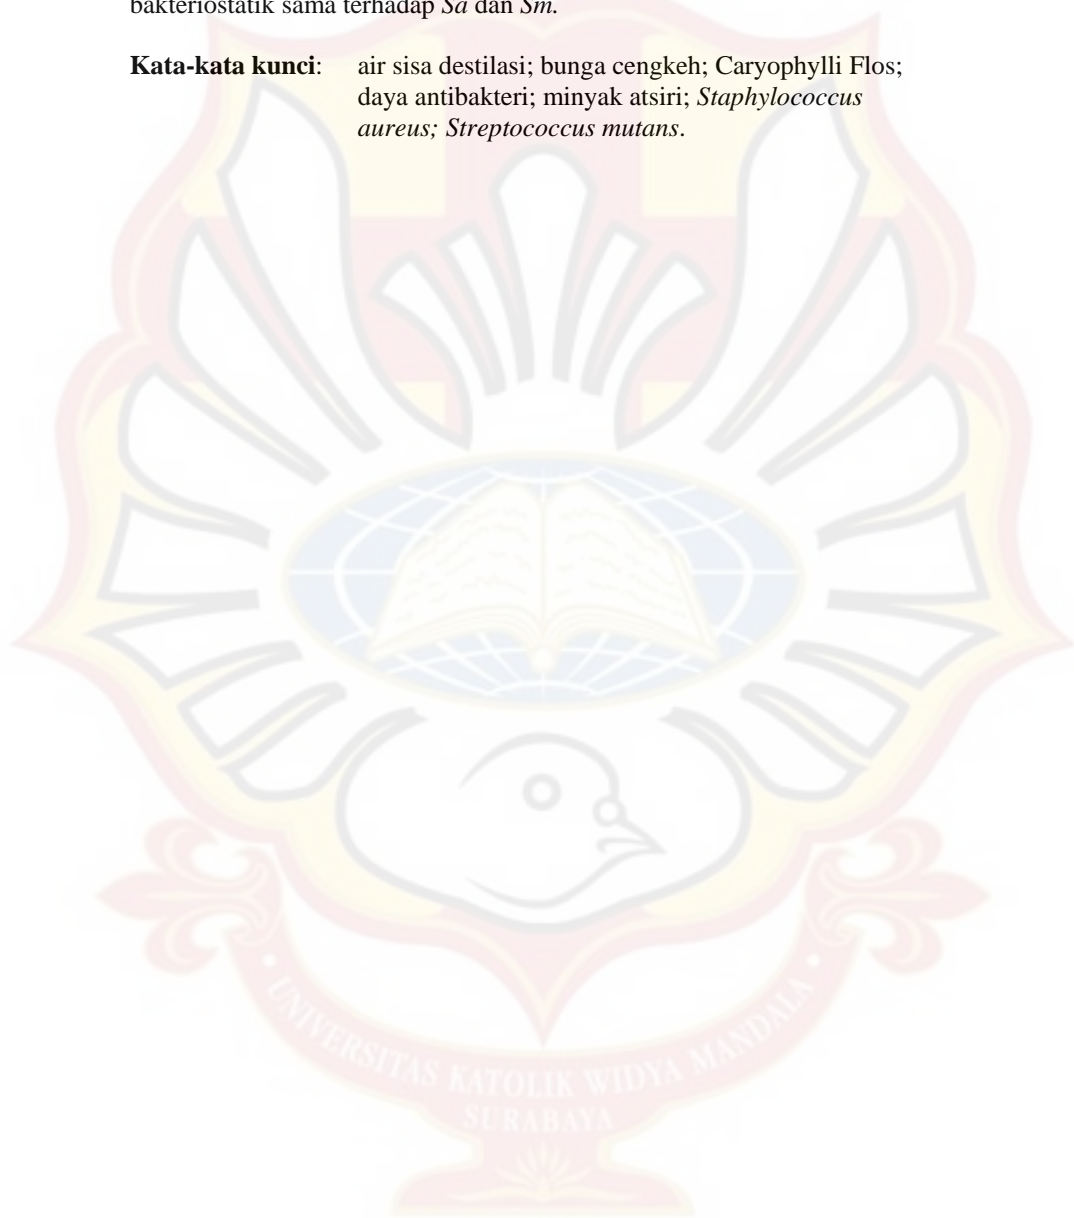 bakteriostatik sama terhadap Sa dan Sm.
Kata-kata kunci: air sisa destilasi; bunga cengkeh; Caryophylli Flos;
daya antibakteri; minyak atsiri; Staphylococcus
aureus; Streptococcus mutans.
UNIVERSITAS KATOLIK WIDYA MANDALA
SURABAYA